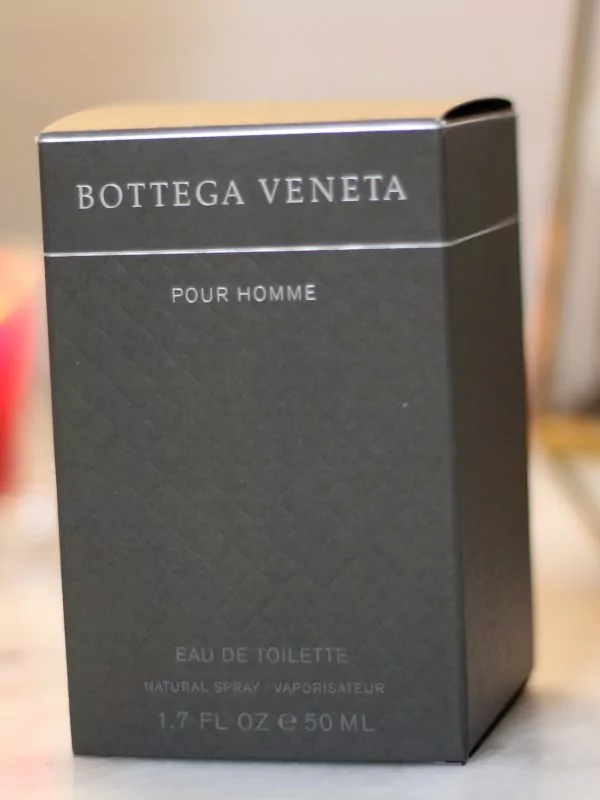 BOTTEGA VENETA
POUR HOMME
EAU DE TOILETTE
NATURAL SPRAY · VAPORISATEUR
1.7 FL OZ ℮ 50 ML